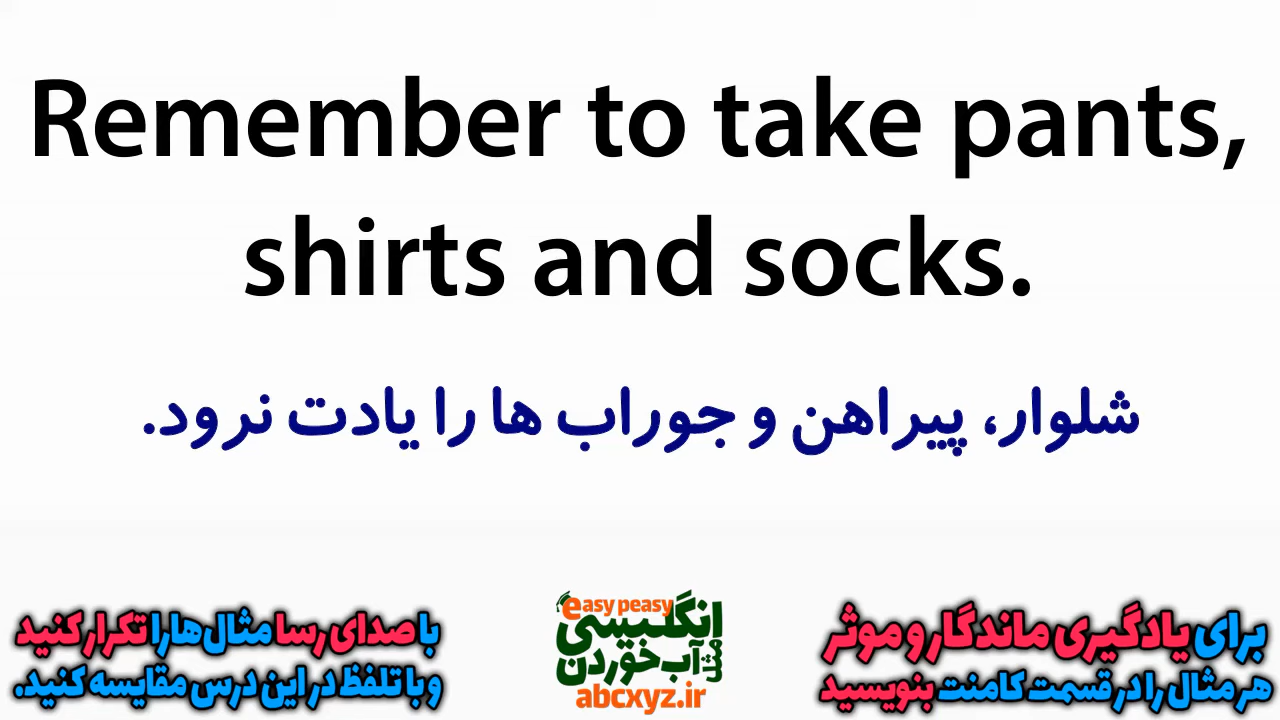 Remember to take pants,
shirts and socks.
شلوار، پیراهن و جوراب ها را یادت نرود.
برای یادگیری ماندگار و موثر
هر مثال را در قسمت کامنت بنویسید
easy peasy
انگلیسی
مثل آب خوردن
abcxyz.ir
با صدای رسا مثال‌ها را تکرار کنید
و با تلفظ در این درس مقایسه کنید.